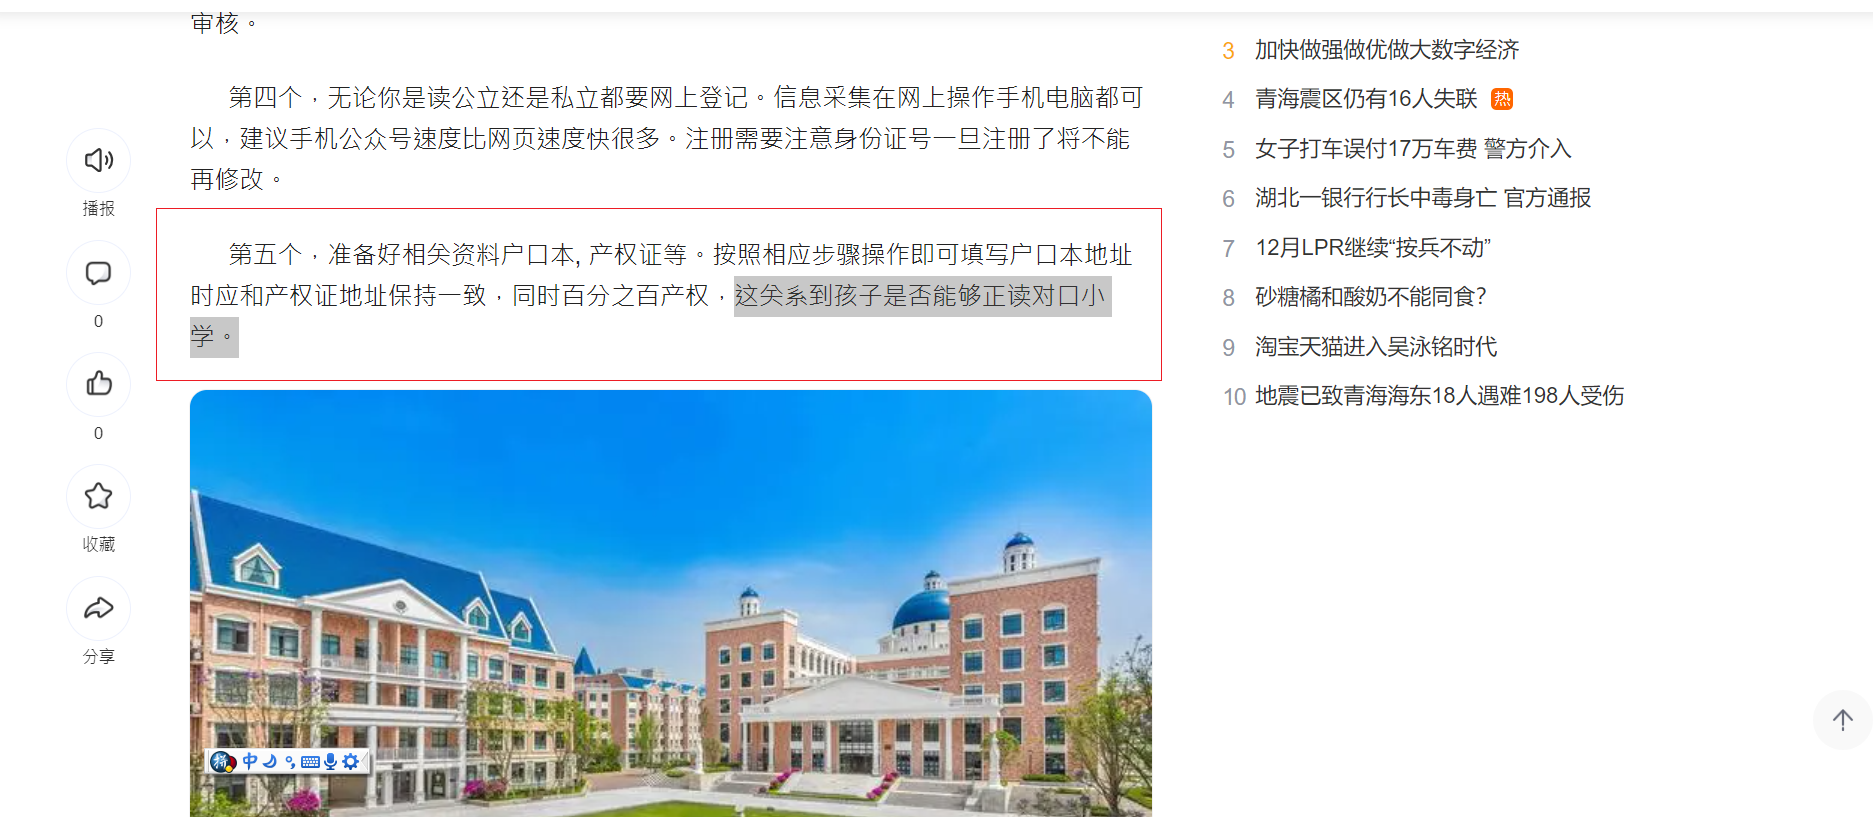 审核。
第四个，无论你是读公立还是私立都要网上登记。信息采集在网上操作手机电脑都可
以，建议手机公众号速度比网页速度快很多。注册需要注意身份证号一旦注册了将不能
再修改。
第五个，准备好相关资料户口本, 产权证等。按照相应步骤操作即可填写户口本地址
时应和产权证地址保持一致，同时百分之百产权，这关系到孩子是否能够正读对口小
学。
播报
0
0
收藏
分享
3 加快做强做优做大数字经济
4 青海震区仍有16人失联 热
5 女子打车误付17万车费 警方介入
6 湖北一银行行长中毒身亡 官方通报
7 12月LPR继续“按兵不动”
8 砂糖橘和酸奶不能同食？
9 淘宝天猫进入吴泳铭时代
10 地震已致青海海东18人遇难198人受伤
拼 中